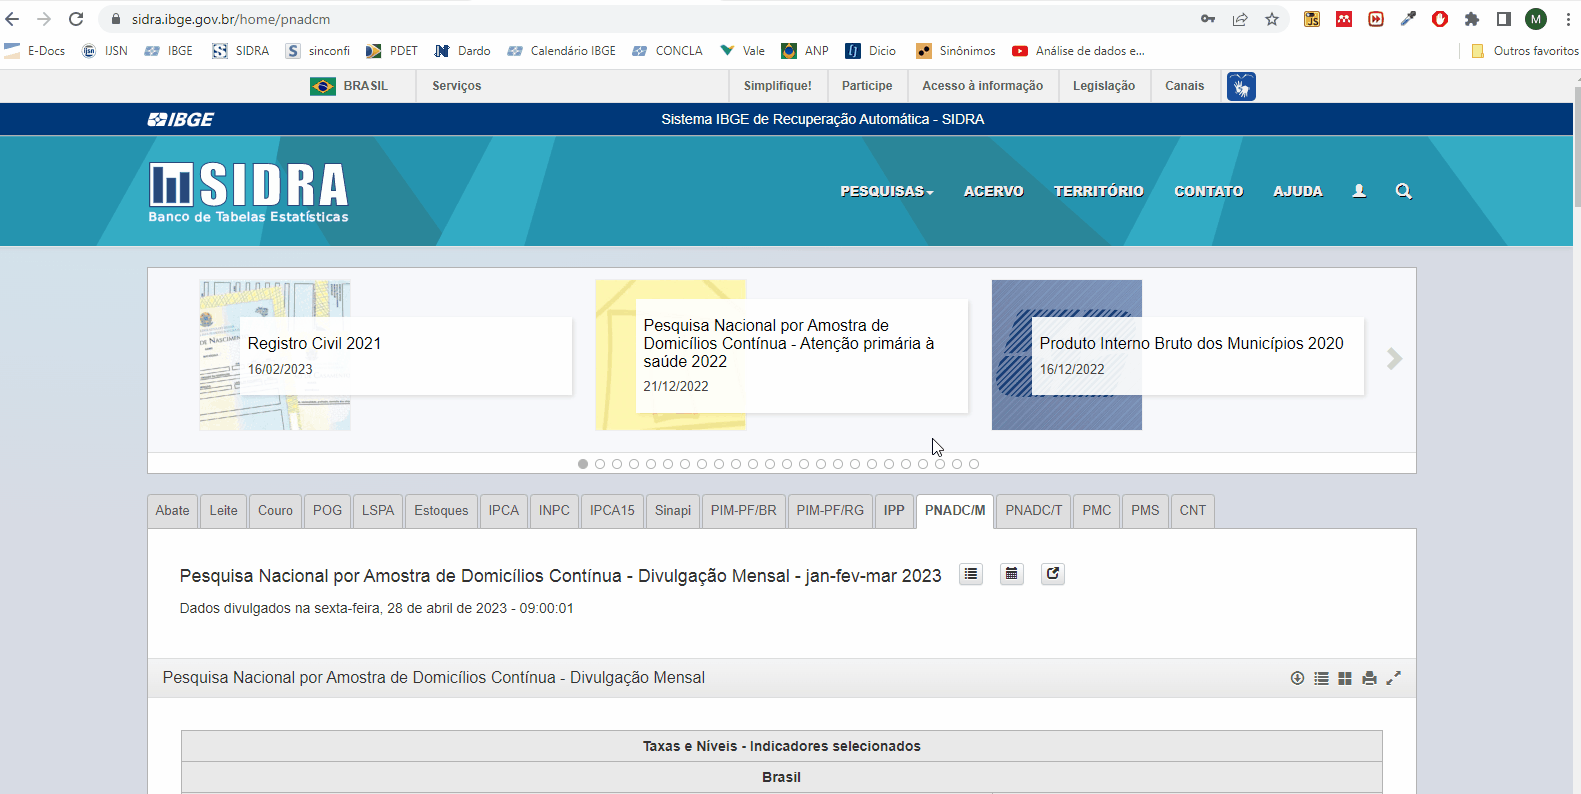 sidra.ibge.gov.br/home/pnadcm
JS
M
E-Docs IJSN IBGE SIDRA sinconfi PDET Dardo Calendário IBGE CONCLA Vale ANP Dicio Sinônimos Análise de dados e... Outros favoritos
BRASIL Serviços Simplifique! Participe Acesso à informação Legislação Canais
IBGE Sistema IBGE de Recuperação Automática - SIDRA
SIDRA
Banco de Tabelas Estatísticas
PESQUISAS ACERVO TERRITÓRIO CONTATO AJUDA
Registro Civil 2021
16/02/2023
Pesquisa Nacional por Amostra de
Domicílios Contínua - Atenção primária à
saúde 2022
21/12/2022
Produto Interno Bruto dos Municípios 2020
16/12/2022
Abate Leite Couro POG LSPA Estoques IPCA INPC IPCA15 Sinapi PIM-PF/BR PIM-PF/RG IPP PNADC/M PNADC/T PMC PMS CNT
Pesquisa Nacional por Amostra de Domicílios Contínua - Divulgação Mensal - jan-fev-mar 2023
Dados divulgados na sexta-feira, 28 de abril de 2023 - 09:00:01
Pesquisa Nacional por Amostra de Domicílios Contínua - Divulgação Mensal
Taxas e Níveis - Indicadores selecionados
Brasil